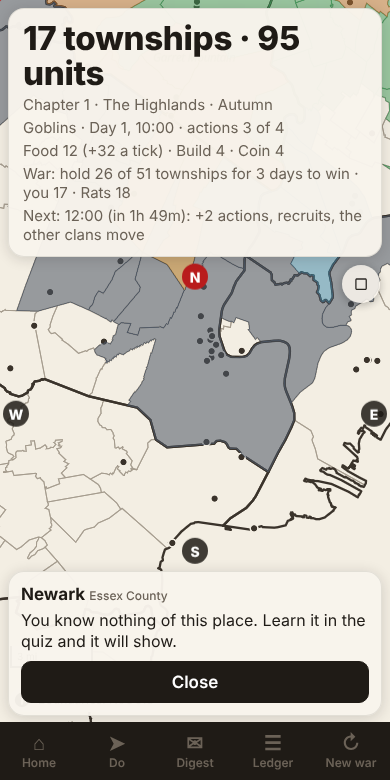 17 townships · 95
units
Chapter 1 · The Highlands · Autumn
Goblins · Day 1, 10:00 · actions 3 of 4
Food 12 (+32 a tick) · Build 4 · Coin 4
War: hold 26 of 51 townships for 3 days to win ·
you 17 · Rats 18
Next: 12:00 (in 1h 49m): +2 actions, recruits, the
other clans move
N
W
E
S
Newark Essex County
You know nothing of this place. Learn it in the
quiz and it will show.
Close
Home Do Digest Ledger New war